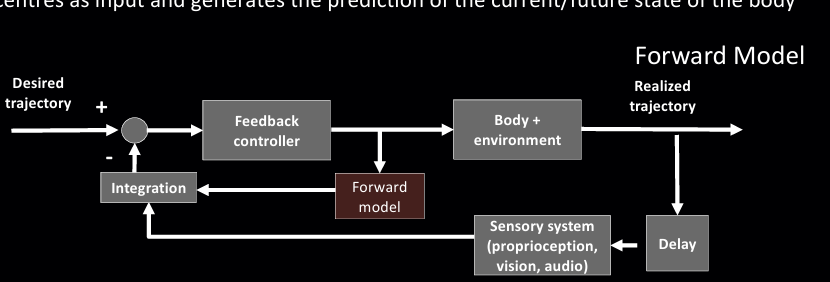 centres as input and generates the prediction of the current/future state of the body
Forward Model
Desired
trajectory
+
Realized
trajectory
Feedback
controller
Body +
environment
-
Integration
Forward
model
Sensory system
(proprioception,
vision, audio)
Delay